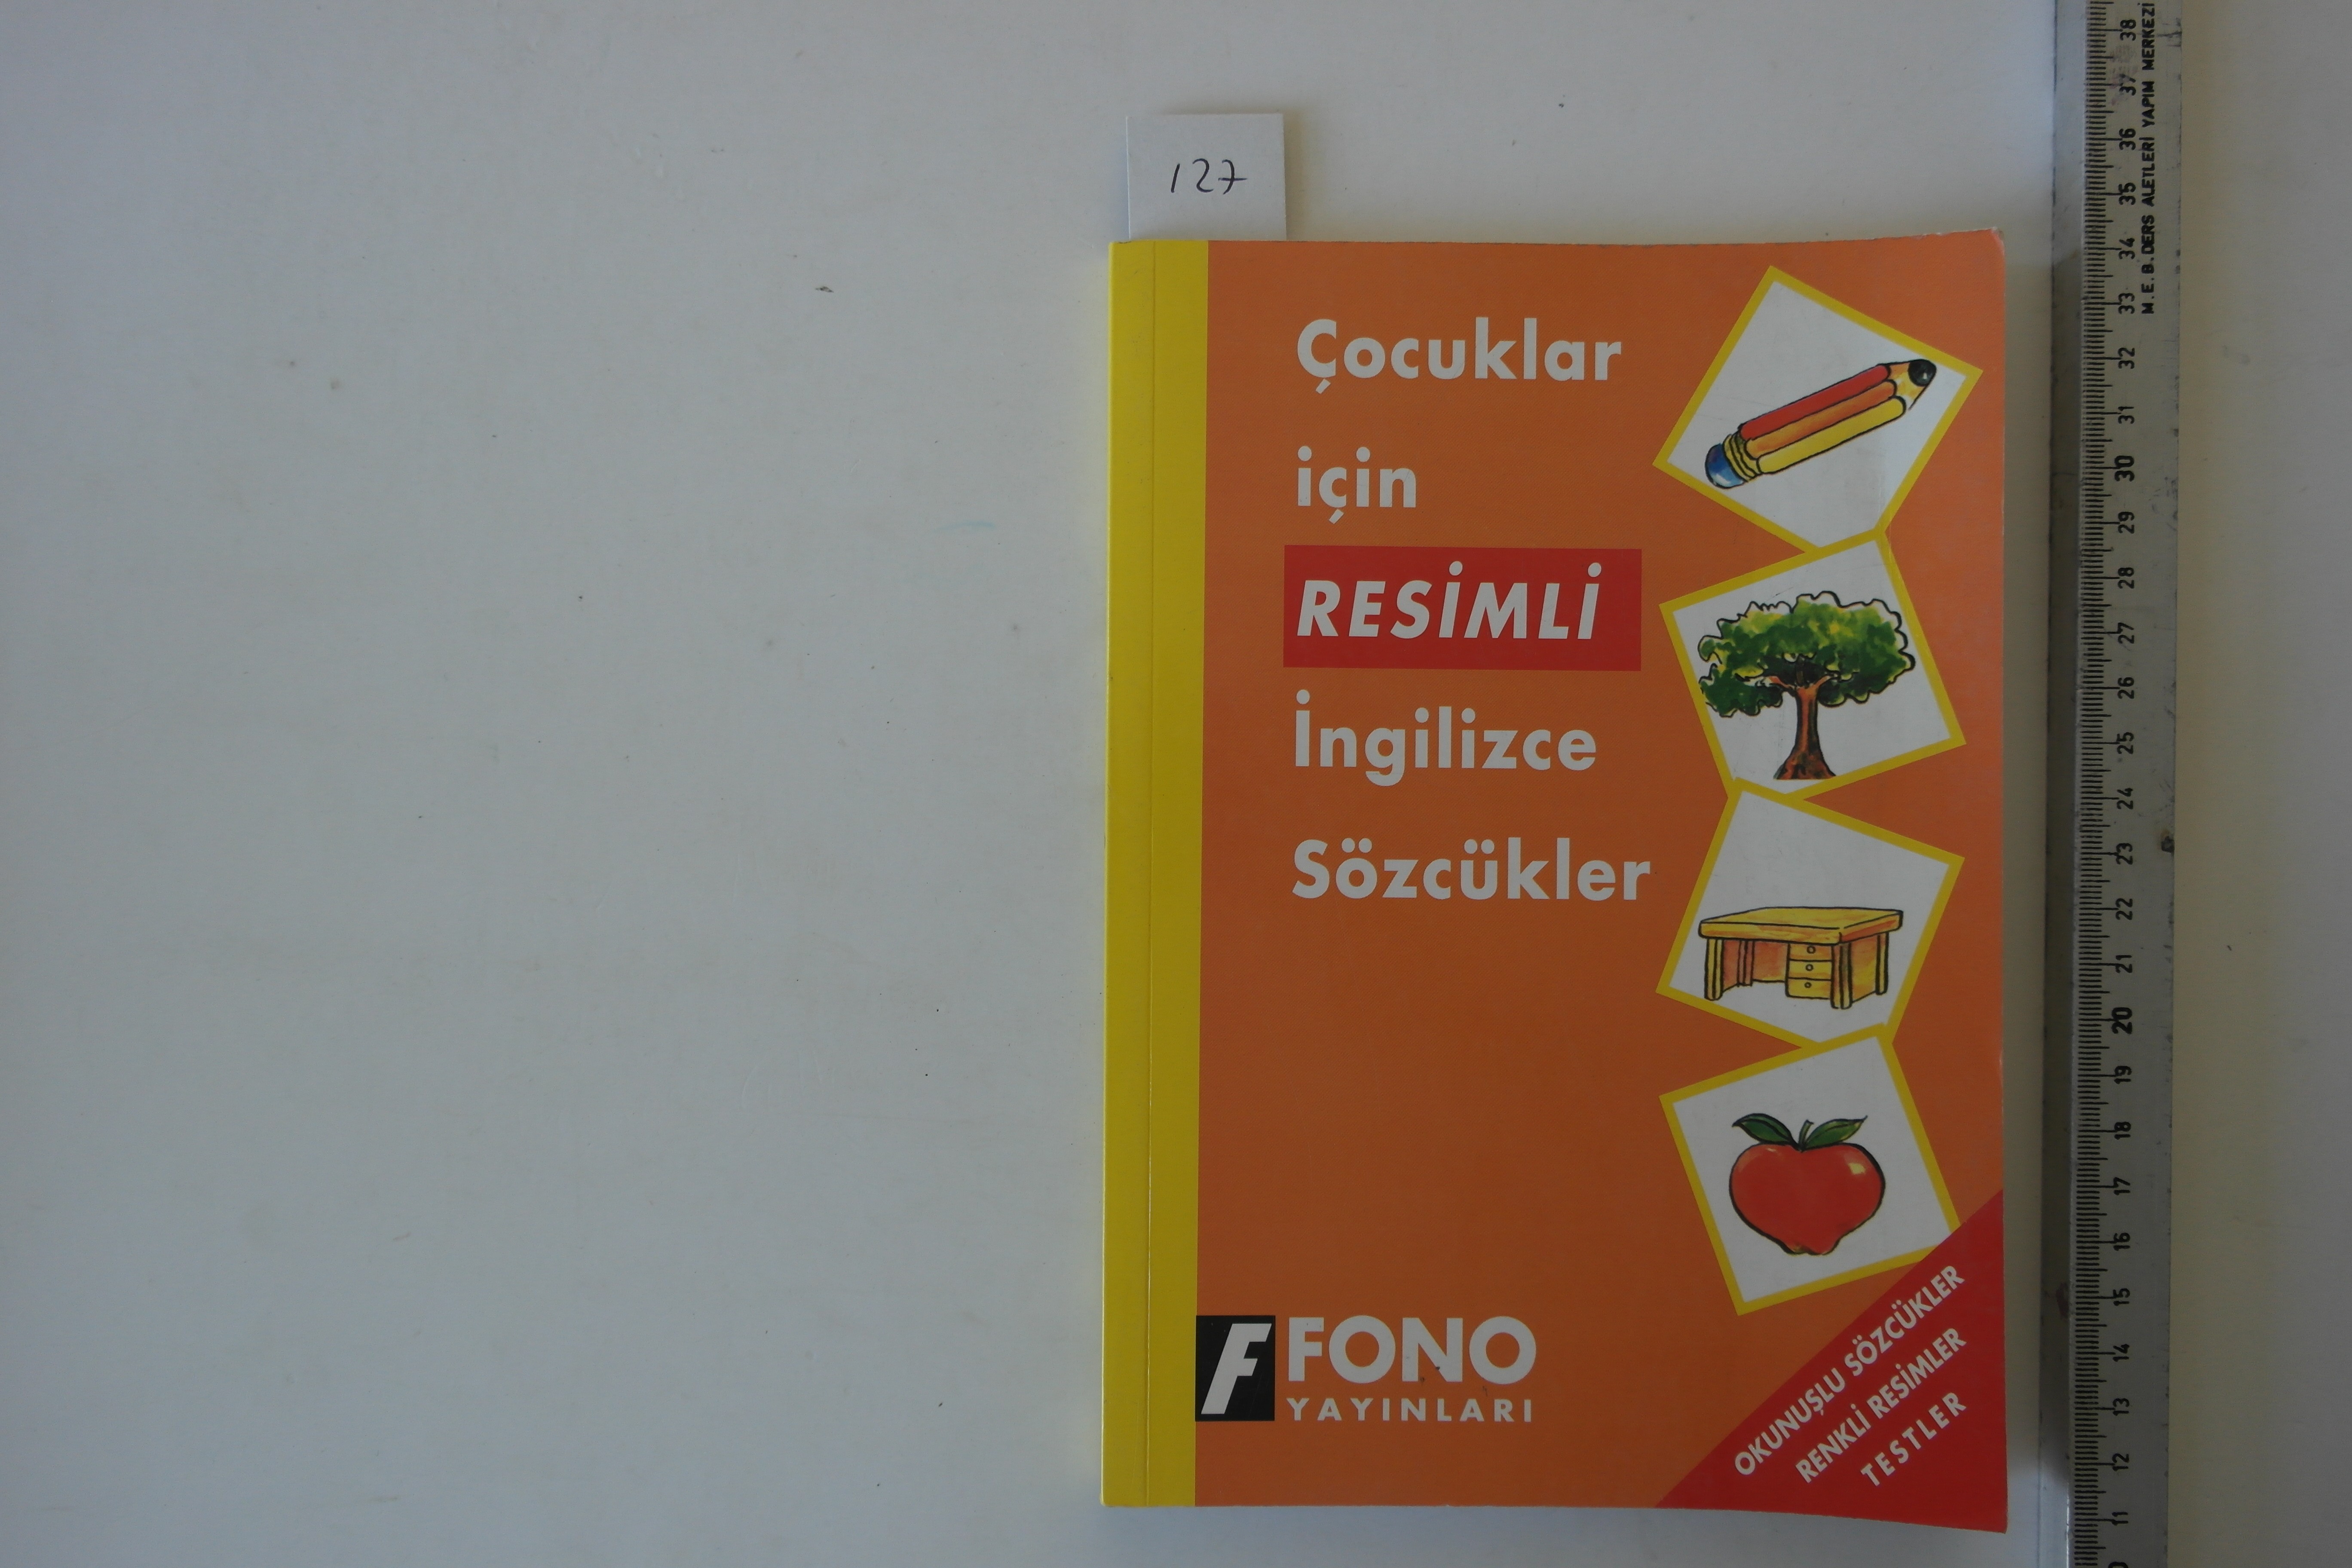 127
Çocuklar
için
RESİMLİ
İngilizce
Sözcükler
F FONO
YAYINLARI
OKUNUŞLU SÖZCÜKLER
RENKLİ RESİMLER
TESTLER
38
37
36
35
34
33
32
31
30
29
28
27
26
25
24
23
22
21
20
19
18
17
16
15
14
13
12
11
M.E.B. DERS ALETLERİ YAPIM MERKEZİ